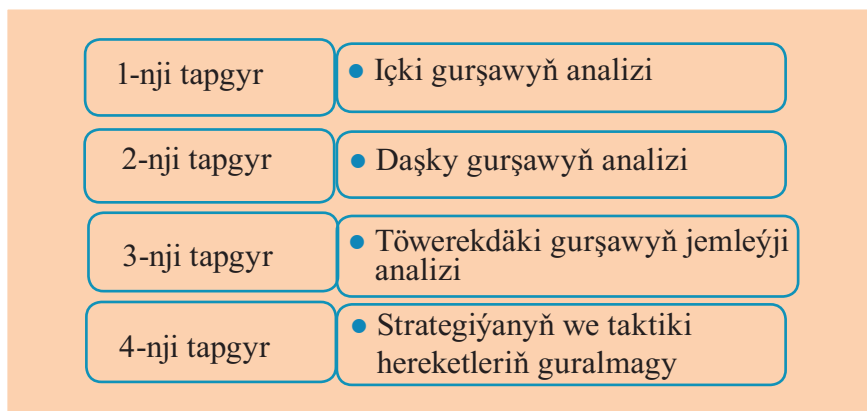 1-nji tapgyr
• Içki gurşawyň analizi
2-nji tapgyr
• Daşky gurşawyň analizi
3-nji tapgyr
• Töwerekdäki gurşawyň jemleýji
analizi
4-nji tapgyr
• Strategiýanyň we taktiki
hereketleriň guralmagy